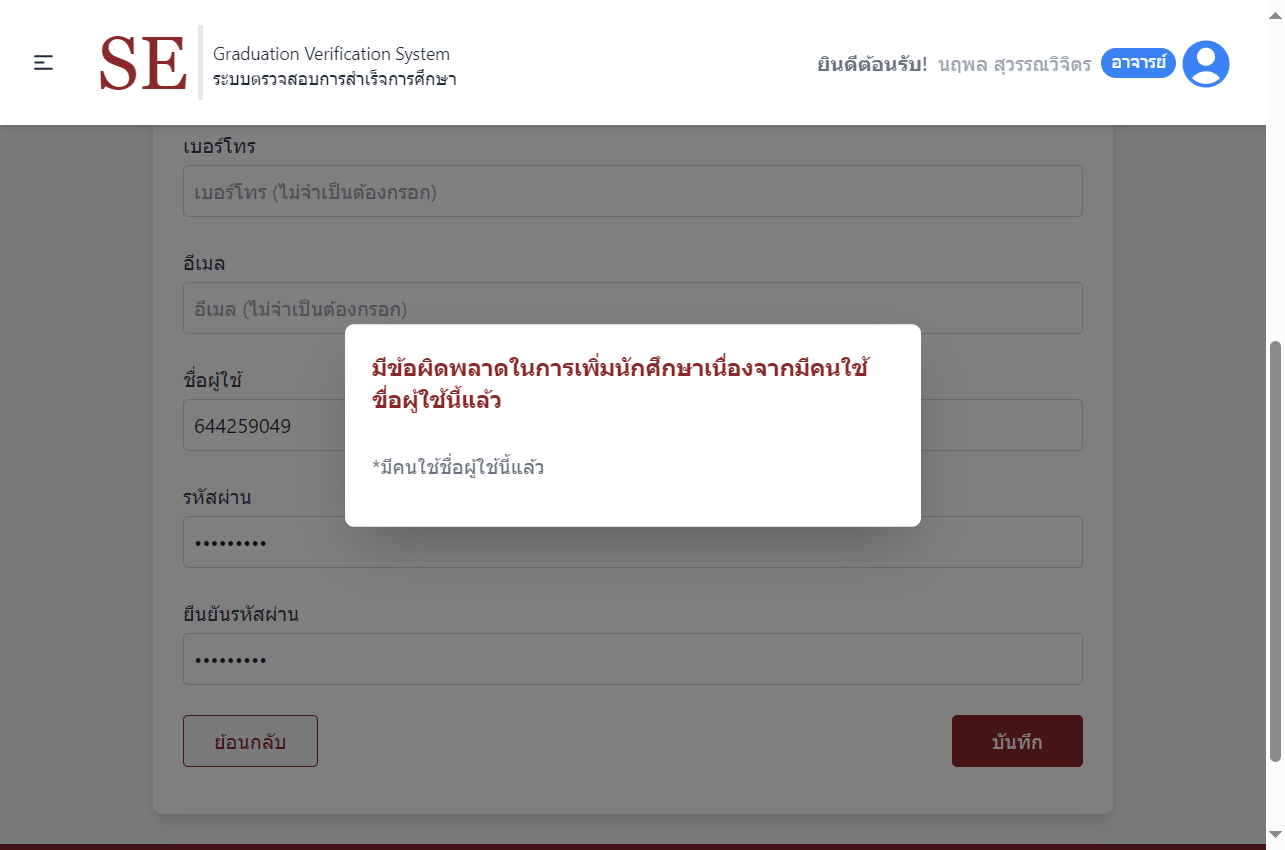 SE
Graduation Verification System
ระบบตรวจสอบการสำเร็จการศึกษา
ยินดีต้อนรับ! นฤพล สุวรรณวิจิตร อาจารย์
เบอร์โทร
เบอร์โทร (ไม่จำเป็นต้องกรอก)
อีเมล
อีเมล (ไม่จำเป็นต้องกรอก)
มีข้อผิดพลาดในการเพิ่มนักศึกษาเนื่องจากมีคนใช้
ขื่อผู้ใช้นี้แล้ว
*มีคนใช้ชื่อผู้ใช้นี้แล้ว
ชื่อผู้ใช้
644259049
รหัสผ่าน
•••••••••
ยืนยันรหัสผ่าน
•••••••••
ย้อนกลับ
บันทึก